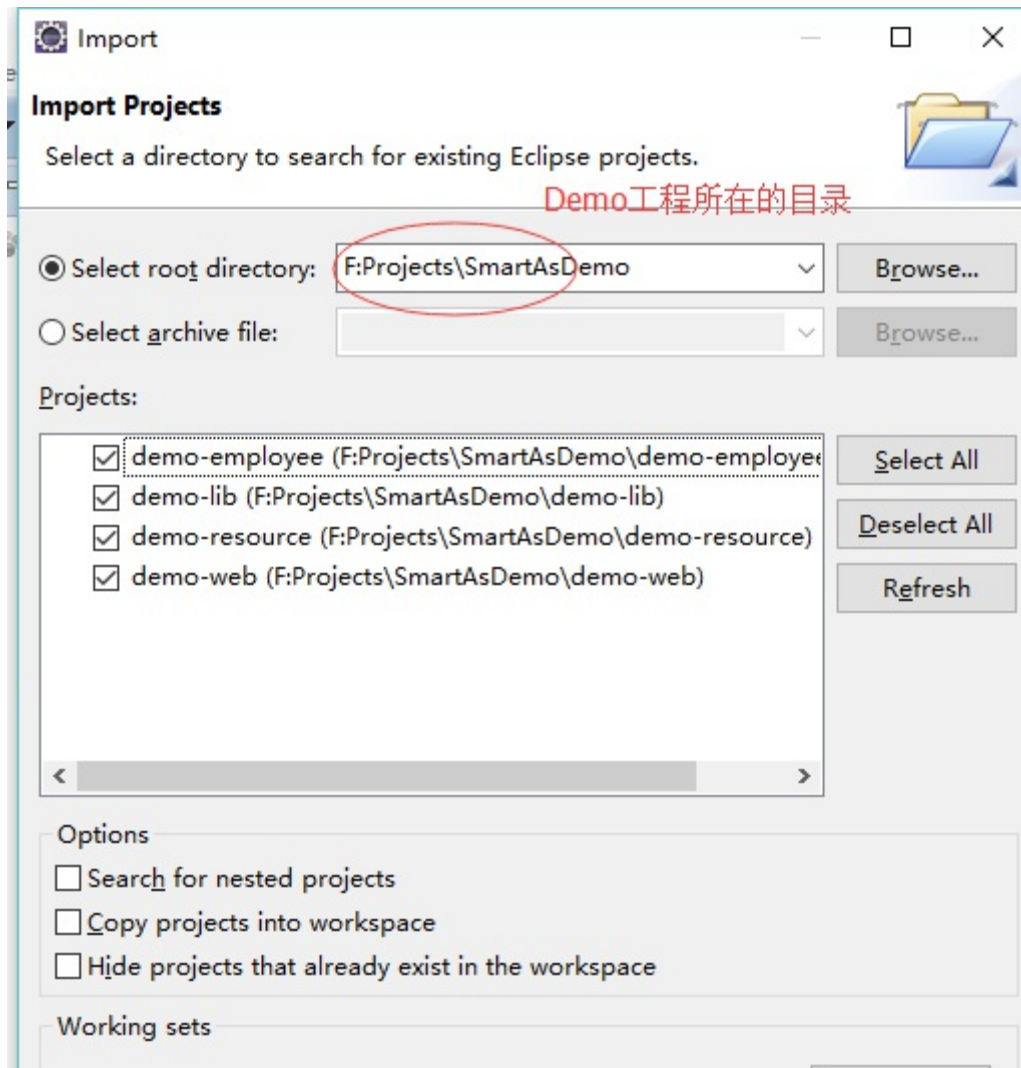 Import
Import Projects
Select a directory to search for existing Eclipse projects.
Demo工程所在的目录
Select root directory: F:Projects\SmartAsDemo Browse...
Select archive file: Browse...
Projects:
demo-employee (F:Projects\SmartAsDemo\demo-employee Select All
demo-lib (F:Projects\SmartAsDemo\demo-lib)
demo-resource (F:Projects\SmartAsDemo\demo-resource) Deselect All
demo-web (F:Projects\SmartAsDemo\demo-web) Refresh
Options
Search for nested projects
Copy projects into workspace
Hide projects that already exist in the workspace
Working sets